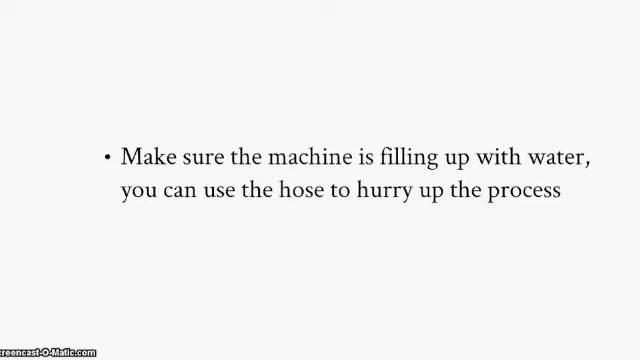 • Make sure the machine is filling up with water,
you can use the hose to hurry up the process
creencast-O-Matic.com